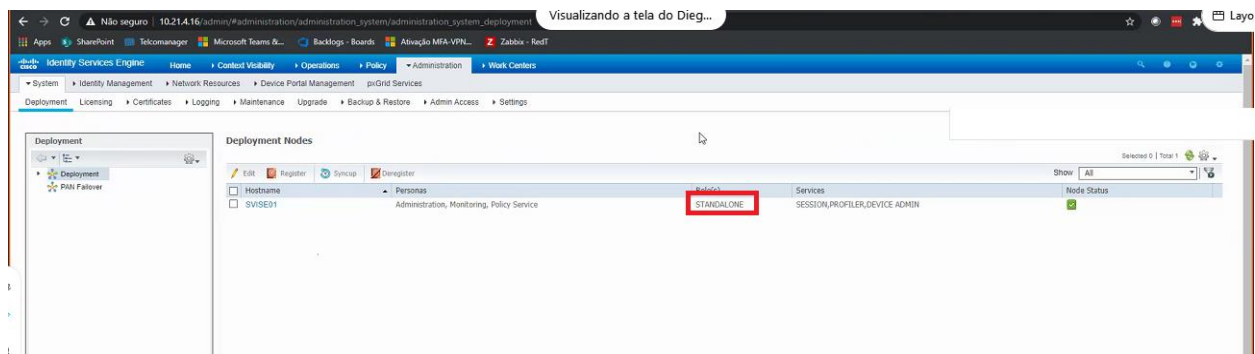 Visualizando a tela do Dieg...
Não seguro 10.21.4.16/admin/#administration/administration_system/administration_system_deployment
Layo
Apps SharePoint Telcomanager Microsoft Teams &... Backlogs - Boards Ativação MFA-VPN... Zabbix - RedT
CISCO Identity Services Engine Home Context Visibility Operations Policy Administration Work Centers
System Identity Management Network Resources Device Portal Management pxGrid Services
Deployment Licensing Certificates Logging Maintenance Upgrade Backup & Restore Admin Access Settings
Deployment
Deployment
PAN Failover
Deployment Nodes
Selected 0 | Total 1
Edit Register Syncup Deregister
Show All
Hostname Personas Role(s) Services Node Status
SVISE01 Administration, Monitoring, Policy Service STANDALONE SESSION,PROFILER,DEVICE ADMIN